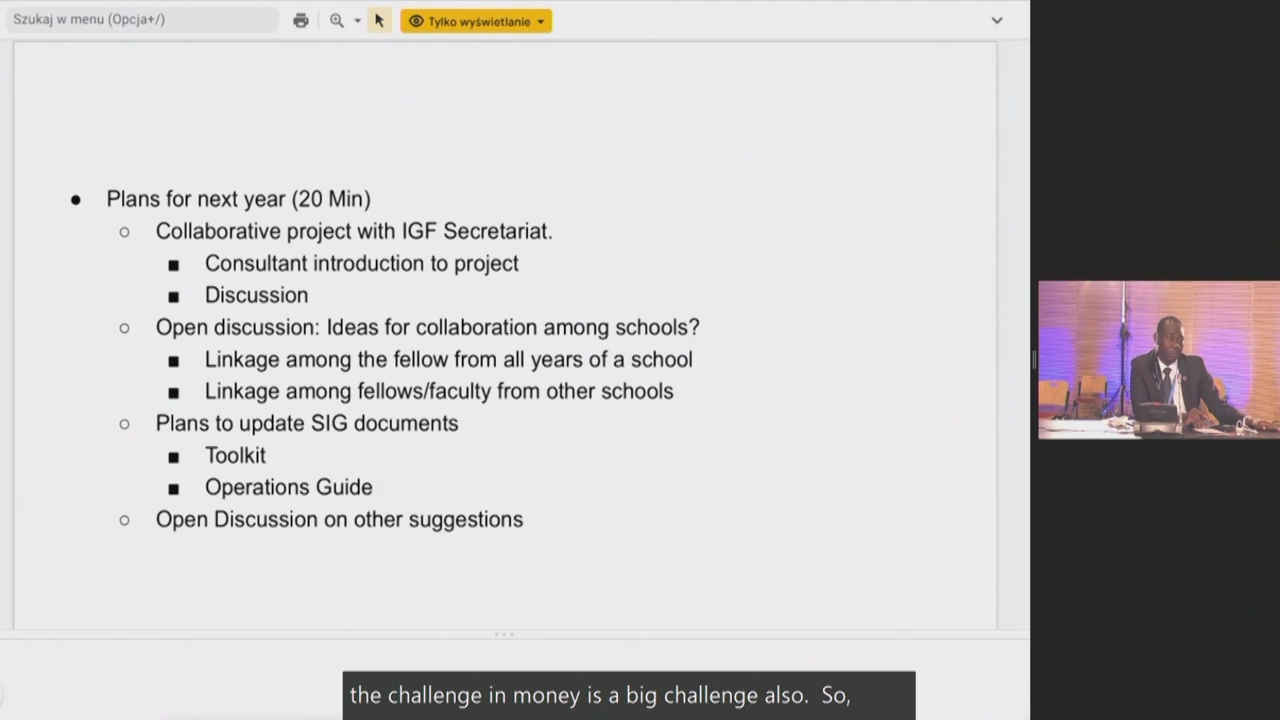 Szukaj w menu (Opcja+/)
Tylko wyświetlanie
● Plans for next year (20 Min)
○ Collaborative project with IGF Secretariat.
■ Consultant introduction to project
■ Discussion
○ Open discussion: Ideas for collaboration among schools?
■ Linkage among the fellow from all years of a school
■ Linkage among fellows/faculty from other schools
○ Plans to update SIG documents
■ Toolkit
■ Operations Guide
○ Open Discussion on other suggestions
the challenge in money is a big challenge also.  So,